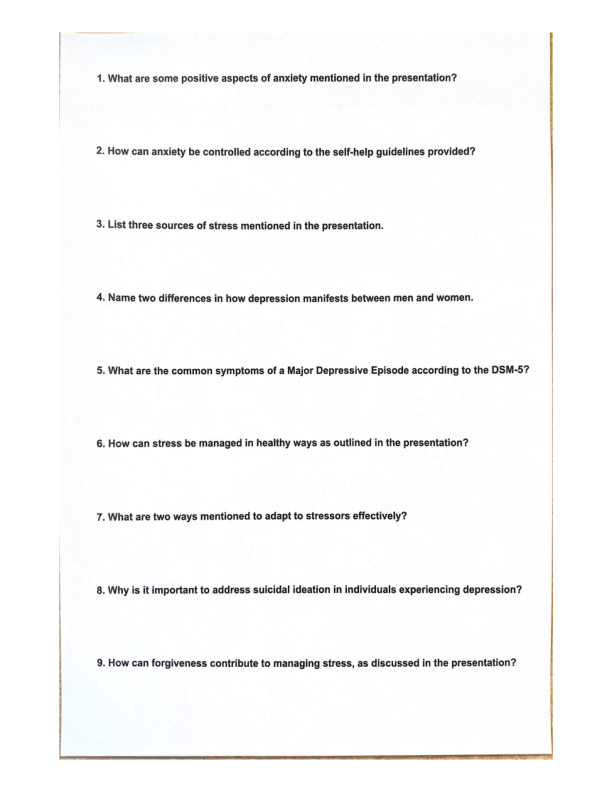 1. What are some positive aspects of anxiety mentioned in the presentation?
2. How can anxiety be controlled according to the self-help guidelines provided?
3. List three sources of stress mentioned in the presentation.
4. Name two differences in how depression manifests between men and women.
5. What are the common symptoms of a Major Depressive Episode according to the DSM-5?
6. How can stress be managed in healthy ways as outlined in the presentation?
7. What are two ways mentioned to adapt to stressors effectively?
8. Why is it important to address suicidal ideation in individuals experiencing depression?
9. How can forgiveness contribute to managing stress, as discussed in the presentation?